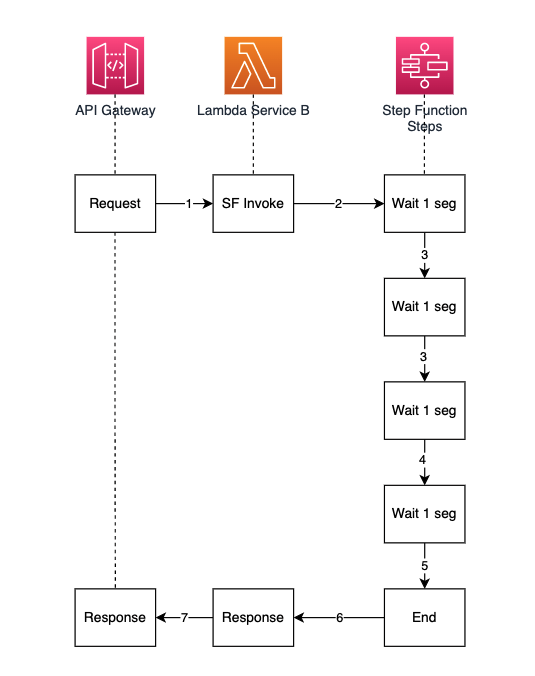 </>
API Gateway
Lambda Service B
Step Function
Steps
Request
1
SF Invoke
2
Wait 1 seg
3
Wait 1 seg
3
Wait 1 seg
4
Wait 1 seg
5
Response
7
Response
6
End